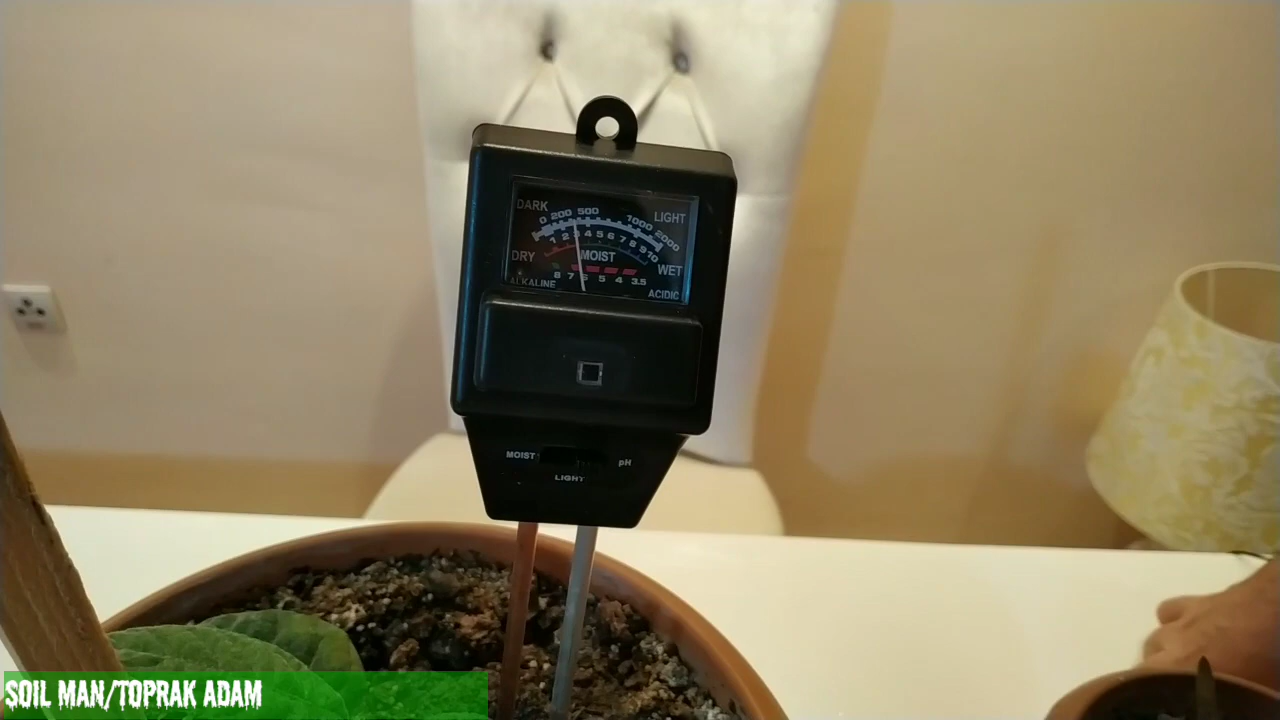 DARK
LIGHT
0 200 500 1000 2000
1 2 3 4 5 6 7 8 9 10
DRY
MOIST
WET
8 7 6 5 4 3.5
ALKALINE
ACIDIC
MOIST
pH
LIGHT
SOIL MAN/TOPRAK ADAM